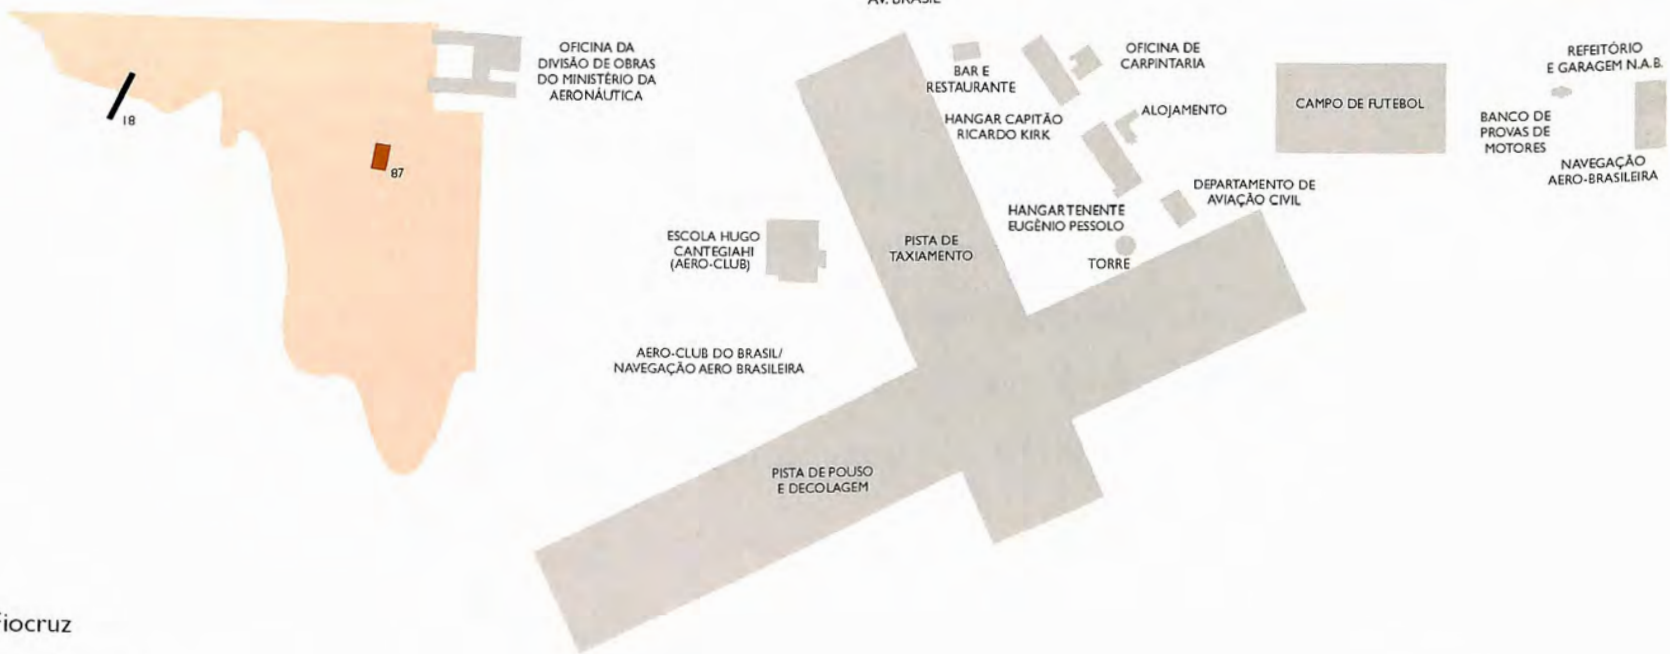 AV. BRASIL
OFICINA DA
DIVISÃO DE OBRAS
DO MINISTÉRIO DA
AERONÁUTICA
18
87
BAR E
RESTAURANTE
OFICINA DE
CARPINTARIA
HANGAR CAPITÃO
RICARDO KIRK
ALOJAMENTO
CAMPO DE FUTEBOL
REFEITÓRIO
E GARAGEM N.A.B.
BANCO DE
PROVAS DE
MOTORES
NAVEGAÇÃO
AERO-BRASILEIRA
DEPARTAMENTO DE
AVIAÇÃO CIVIL
HANGAR TENENTE
EUGÊNIO PESSOLO
TORRE
ESCOLA HUGO
CANTEGIAHI
(AERO-CLUB)
PISTA DE
TAXIAMENTO
AERO-CLUB DO BRASIL/
NAVEGAÇÃO AERO BRASILEIRA
PISTA DE POUSO
E DECOLAGEM
iocruz